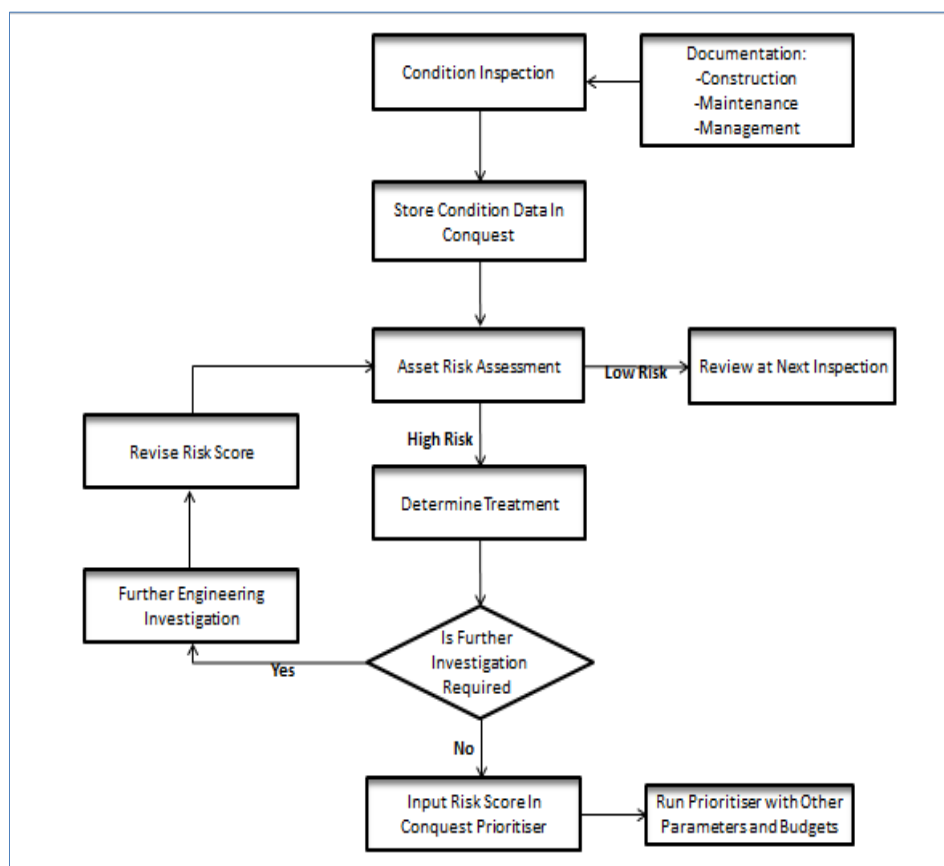 Condition Inspection
Documentation:
-Construction
-Maintenance
-Management
Store Condition Data In
Conquest
Asset Risk Assessment
Low Risk
Review at Next Inspection
High Risk
Revise Risk Score
Determine Treatment
Further Engineering
Investigation
Is Further
Investigation
Required
Yes
No
Input Risk Score In
Conquest Prioritiser
Run Prioritiser with Other
Parameters and Budgets